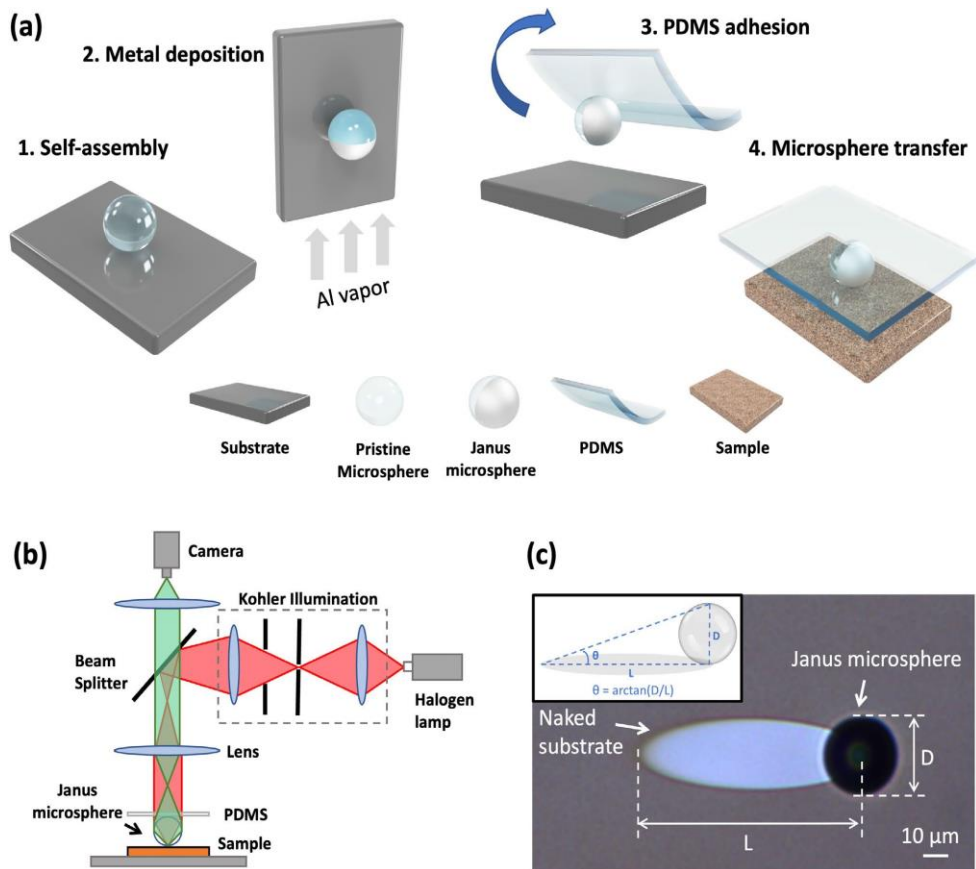 (a)
2. Metal deposition
3. PDMS adhesion
1. Self-assembly
4. Microsphere transfer
Al vapor
Substrate
Pristine
Microsphere
Janus
microsphere
PDMS
Sample
(b)
Camera
Kohler Illumination
Beam
Splitter
Halogen
lamp
Lens
Janus
microsphere
PDMS
Sample
(c)
D
θ
L
θ = arctan(D/L)
Janus microsphere
Naked
substrate
D
L
10 μm